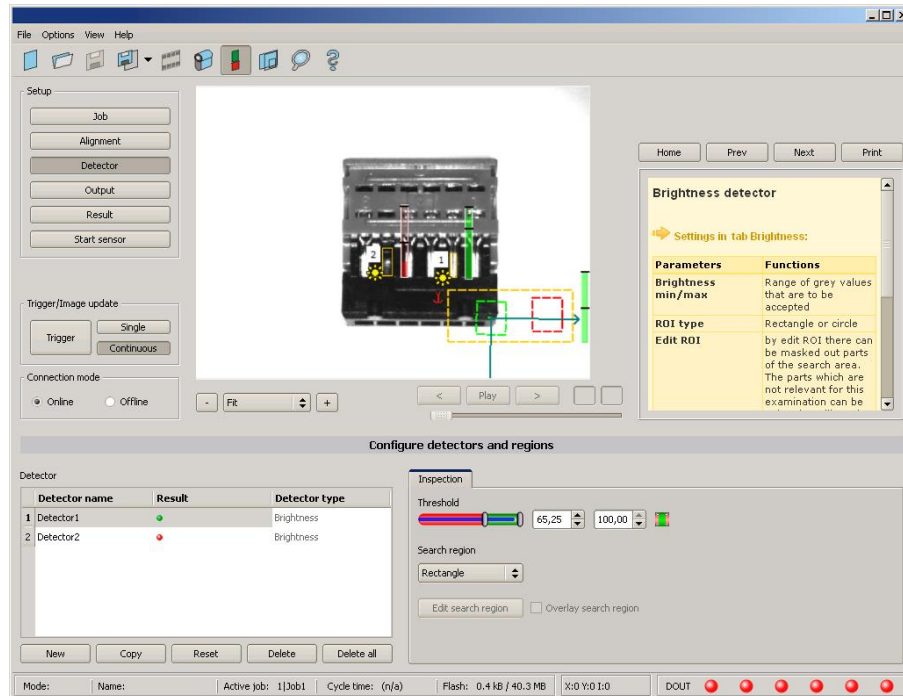 File Options View Help
Setup
Job
Alignment
Detector
Output
Result
Start sensor
Trigger/Image update
Trigger
Single
Continuous
Connection mode
Online Offline
2
1
- Fit +
< Play >
Home Prev Next Print
Brightness detector
Settings in tab Brightness:
Parameters Functions
Brightness min/max Range of grey values
that are to be
accepted
ROI type Rectangle or circle
Edit ROI by edit ROI there can
be masked out parts
of the search area.
The parts which are
not relevant for this
examination can be
Configure detectors and regions
Detector
Detector name Result Detector type
1 Detector1 Brightness
2 Detector2 Brightness
New Copy Reset Delete Delete all
Inspection
Threshold
65,25 100,00
Search region
Rectangle
Edit search region Overlay search region
Mode: Name: Active job: 1|Job1 Cycle time: (n/a) Flash: 0.4 kB / 40.3 MB X:0 Y:0 I:0 DOUT